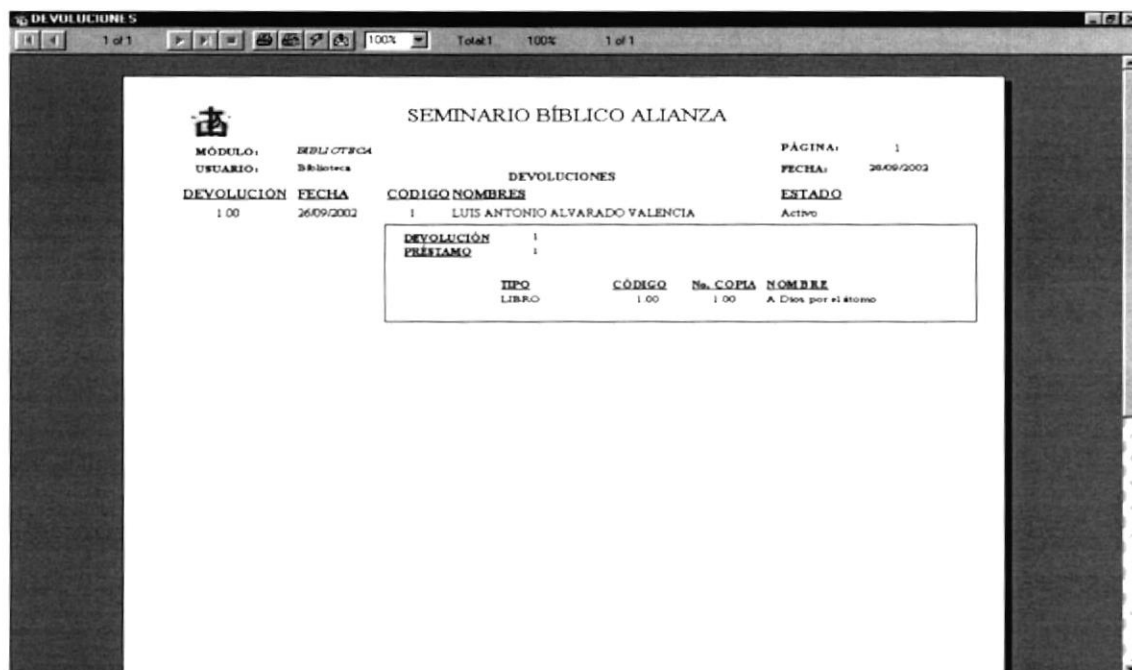 DEVOLUCIONES
1 of 1 100% Total:1 100% 1 of 1
SEMINARIO BÍBLICO ALIANZA
MÓDULO: BIBLIOTECA PÁGINA: 1
USUARIO: Biblioteca FECHA: 26/09/2002
DEVOLUCIONES
DEVOLUCIÓN FECHA CODIGO NOMBRES ESTADO
1.00 26/09/2002 1 LUIS ANTONIO ALVARADO VALENCIA Activo
DEVOLUCIÓN 1
PRÉSTAMO 1
TIPO CÓDIGO No. COPIA NOMBRE
LIBRO 1.00 1.00 A Dios por el átomo